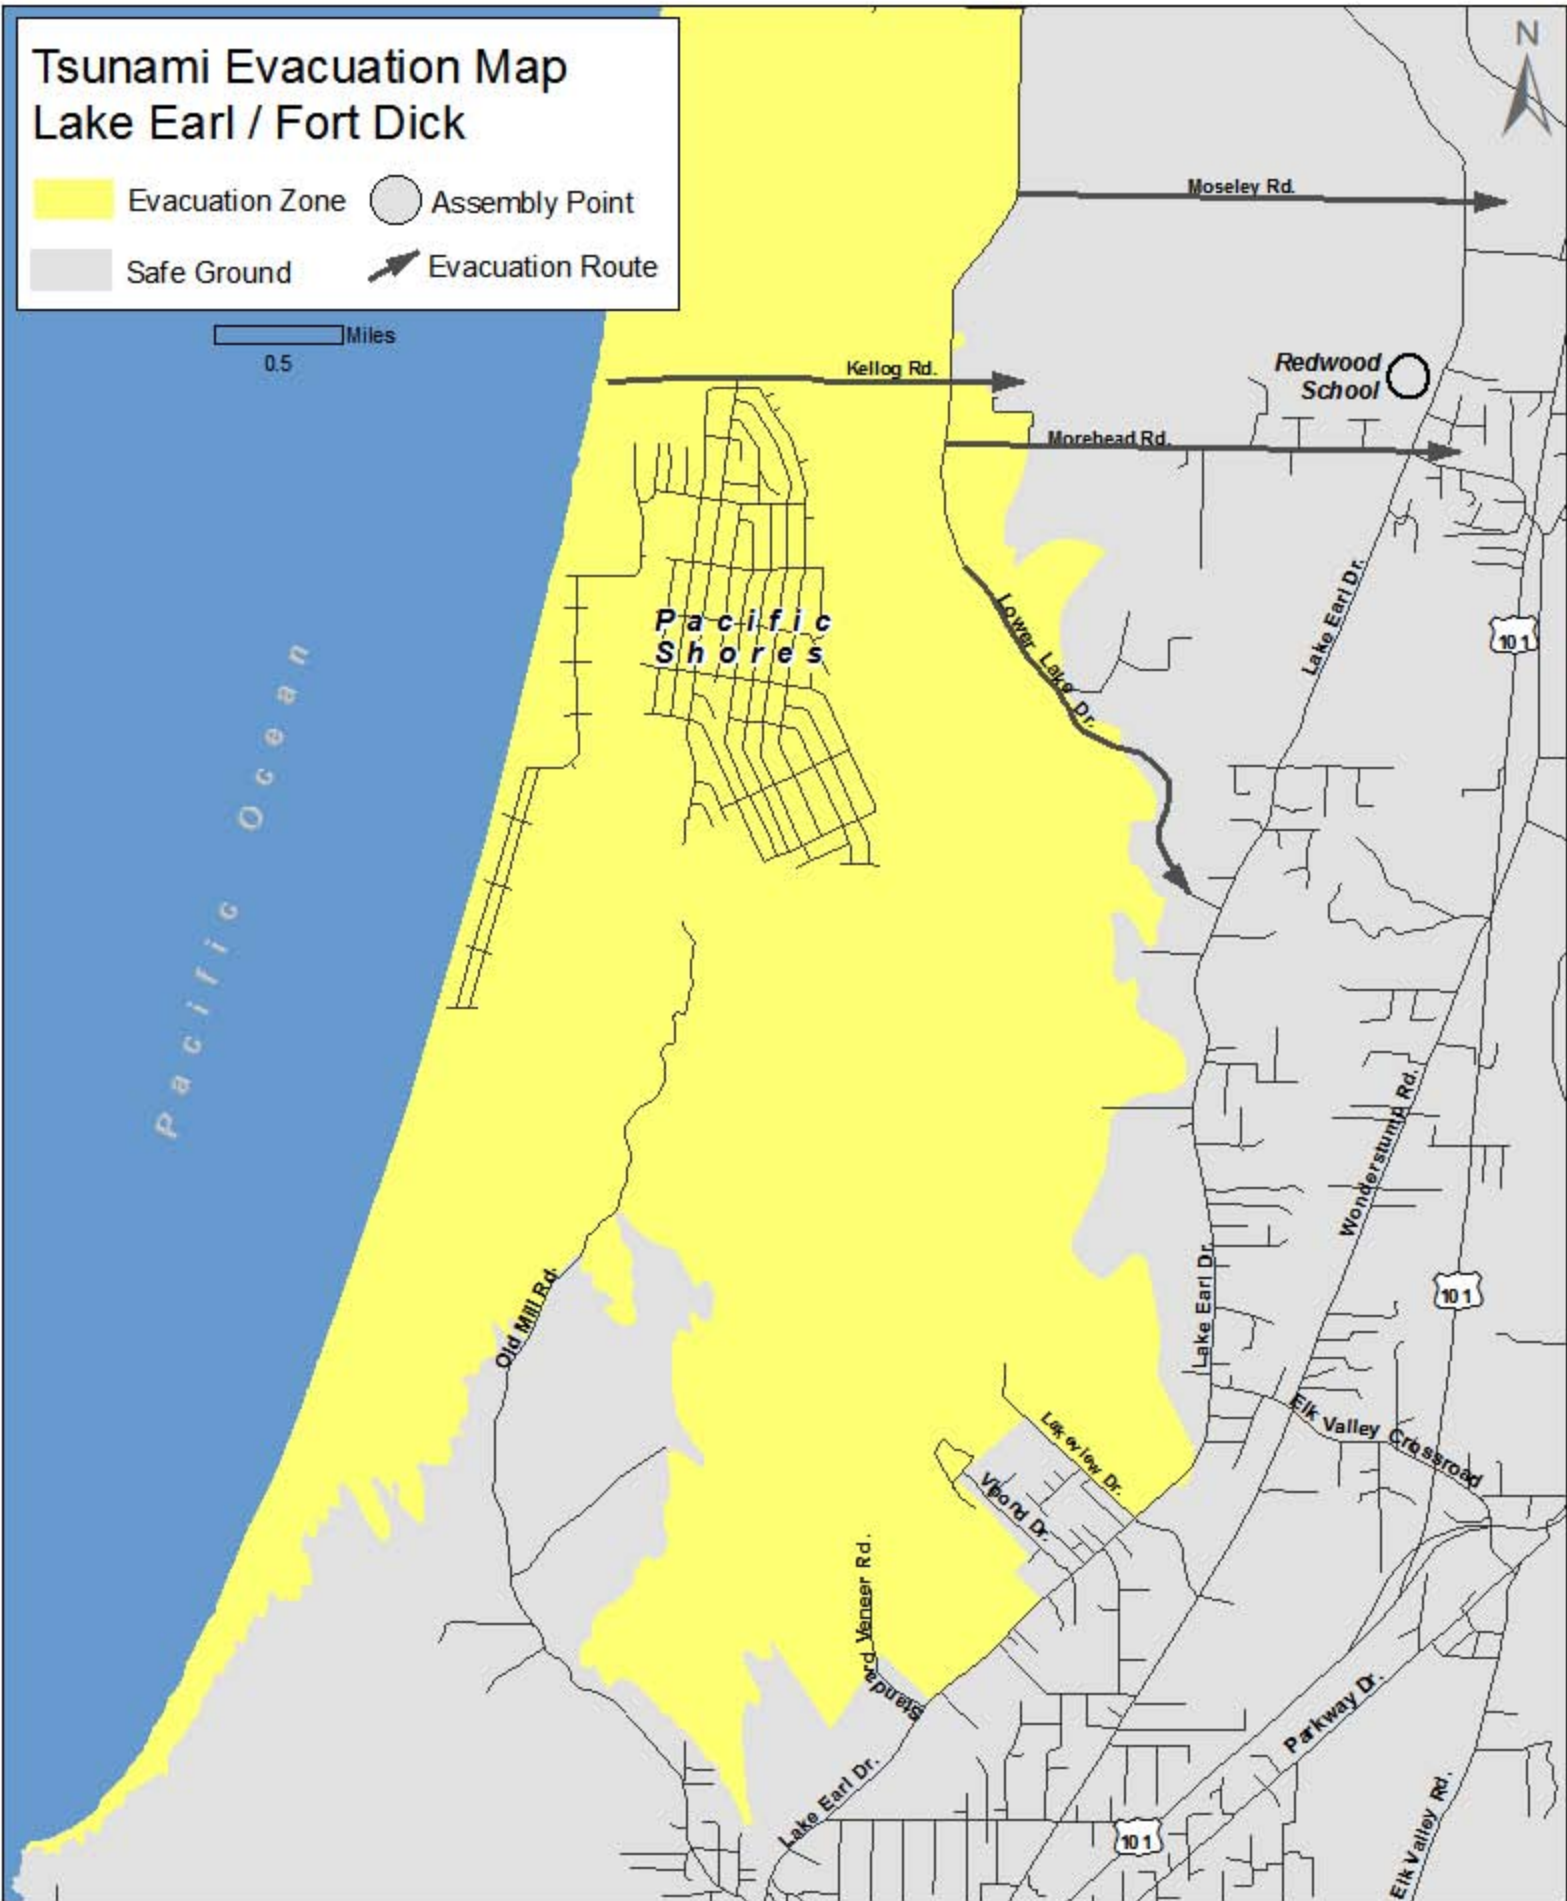 Tsunami Evacuation Map
Lake Earl / Fort Dick
Evacuation Zone
Assembly Point
Safe Ground
Evacuation Route
Miles
0.5
N
Moseley Rd.
Kellog Rd.
Redwood
School
Morehead Rd.
Pacific
Shores
Lower Lake Dr.
Lake Earl Dr.
101
Pacific Ocean
Wonderstump Rd.
Lake Earl Dr.
101
Old Mill Rd.
Elk Valley Crossroad
Lakeview Dr.
Vipond Dr.
Standard Veneer Rd.
Parkway Dr.
Lake Earl Dr.
101
Elk Valley Rd.